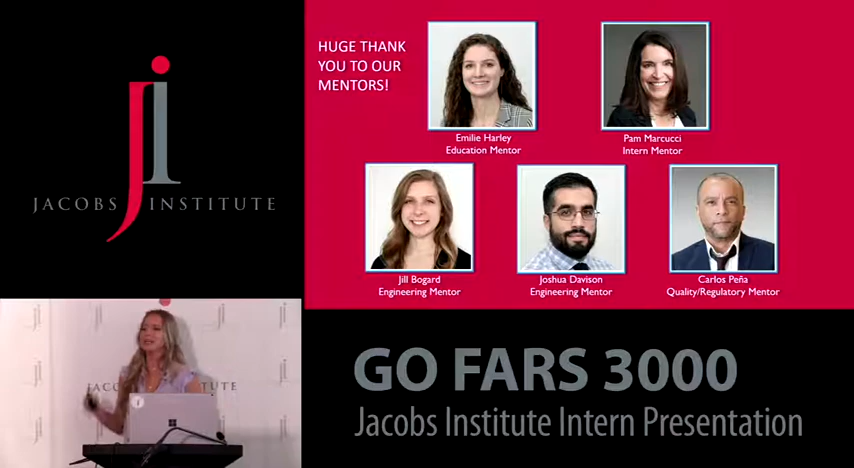 JACOBS INSTITUTE
HUGE THANK
YOU TO OUR
MENTORS!
Emilie Harley
Education Mentor
Pam Marcucci
Intern Mentor
Jill Bogard
Engineering Mentor
Joshua Davison
Engineering Mentor
Carlos Peña
Quality/Regulatory Mentor
GO FARS 3000
Jacobs Institute Intern Presentation